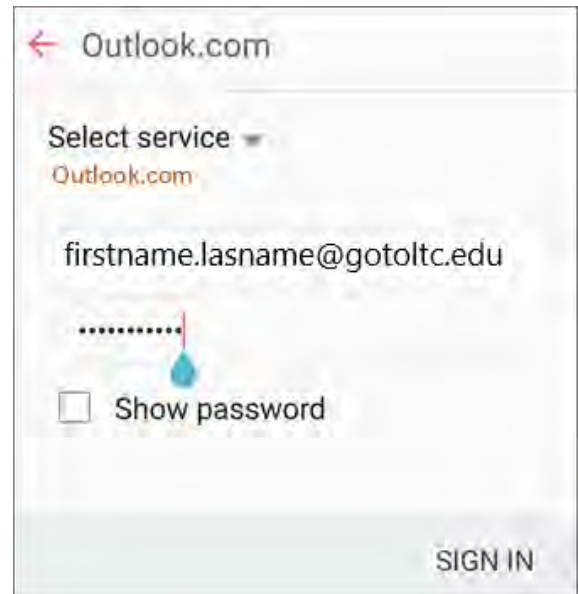 Outlook.com
Select service
Outlook.com
firstname.lasname@gotoltc.edu
•••••••••••
Show password
SIGN IN